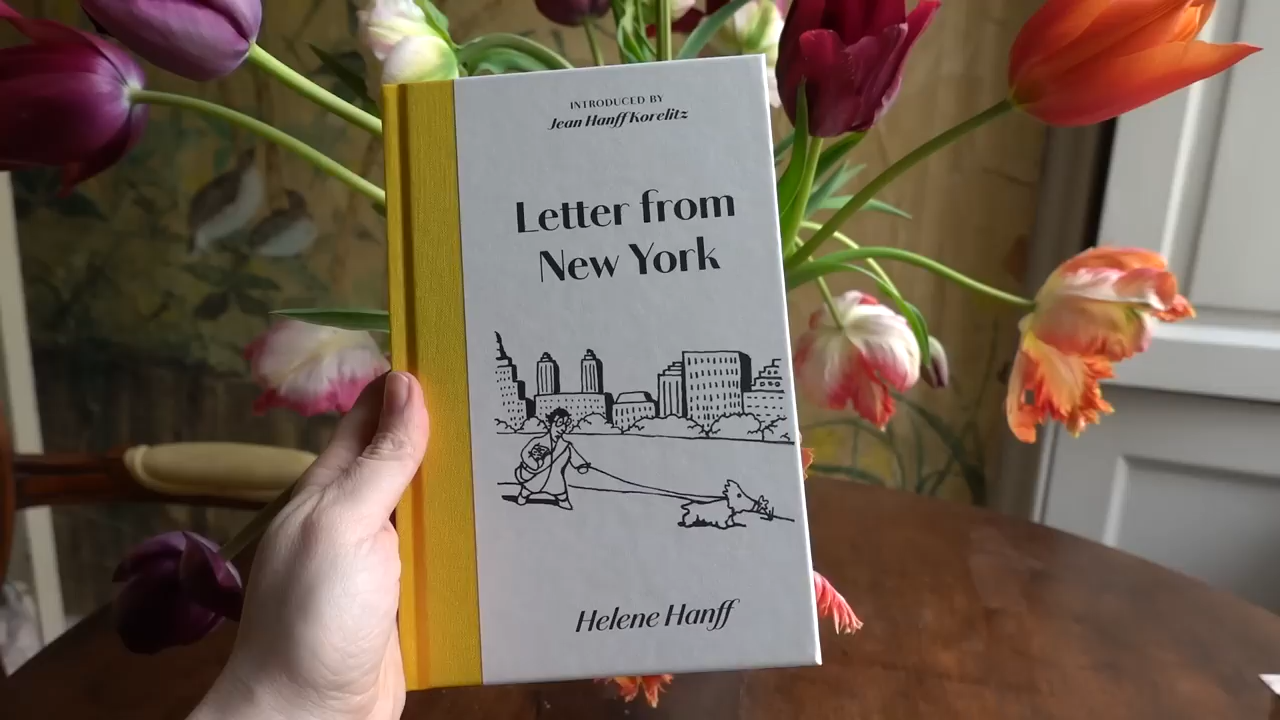 INTRODUCED BY
Jean Hanff Korelitz
Letter from
New York
Helene Hanff